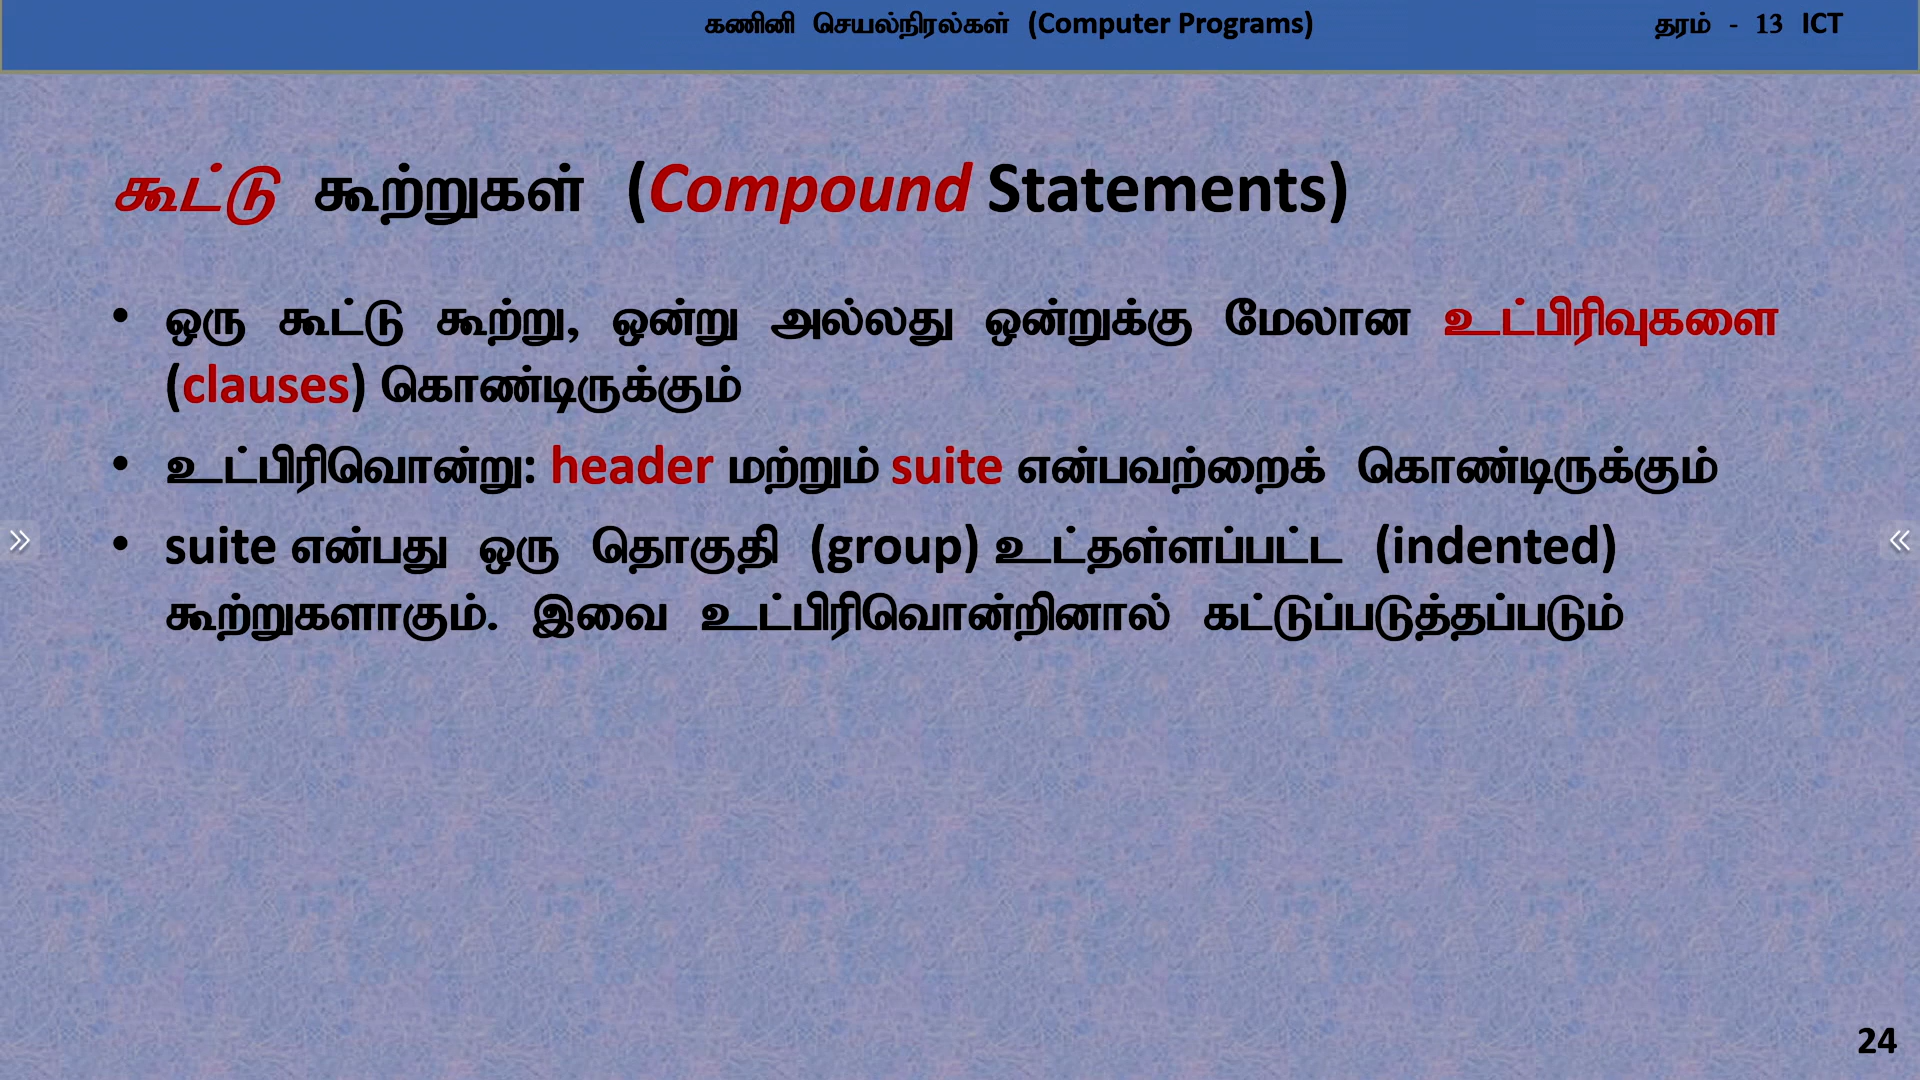 கணினி செயல்நிரல்கள் (Computer Programs) தரம் - 13 ICT
கூட்டு கூற்றுகள் (Compound Statements)
• ஒரு கூட்டு கூற்று, ஒன்று அல்லது ஒன்றுக்கு மேலான உட்பிரிவுகளை
(clauses) கொண்டிருக்கும்
• உட்பிரிவொன்று: header மற்றும் suite என்பவற்றைக் கொண்டிருக்கும்
• suite என்பது ஒரு தொகுதி (group) உட்தள்ளப்பட்ட (indented)
கூற்றுகளாகும். இவை உட்பிரிவொன்றினால் கட்டுப்படுத்தப்படும்
24